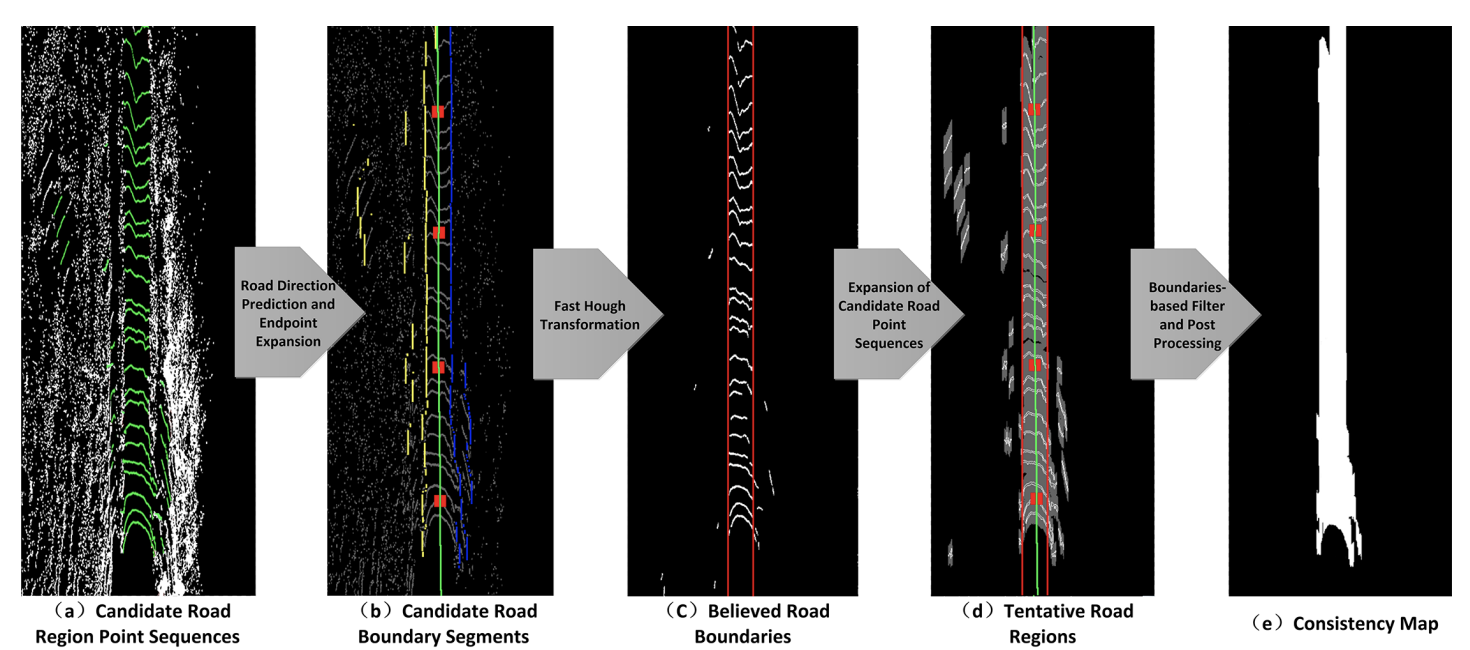 Road Direction
Prediction and
Endpoint
Expansion
Fast Hough
Transformation
Expansion of
Candidate Road
Point
Sequences
Boundaries-
based Filter
and Post
Processing
（a）Candidate Road
Region Point Sequences
（b）Candidate Road
Boundary Segments
（C）Believed Road
Boundaries
（d）Tentative Road
Regions
（e）Consistency Map